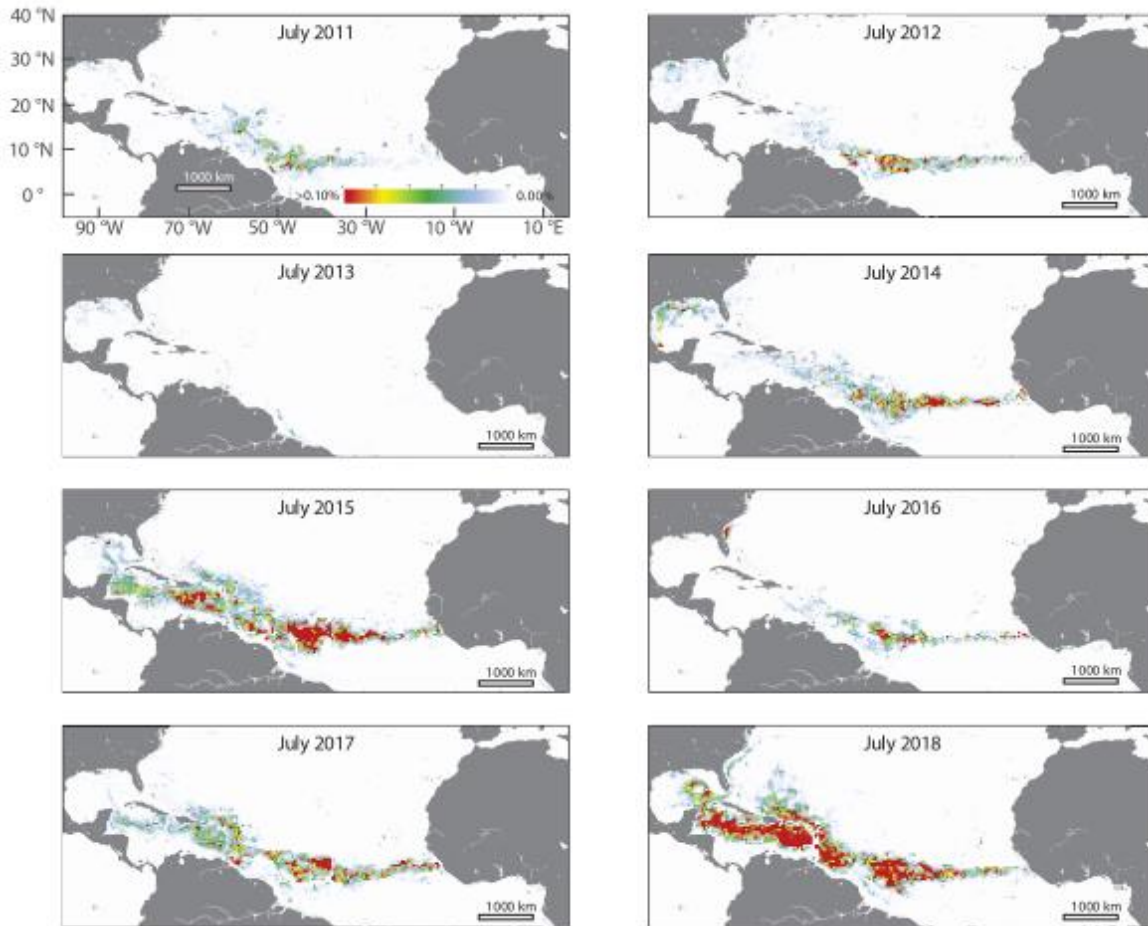 40 °N
July 2011
30 °N
20 °N
10 °N
0 °
1000 km
>0.10%
0.00%
90 °W
70 °W
50 °W
30 °W
10 °W
10 °E
July 2012
1000 km
July 2013
1000 km
July 2014
1000 km
July 2015
1000 km
July 2016
1000 km
July 2017
1000 km
July 2018
1000 km